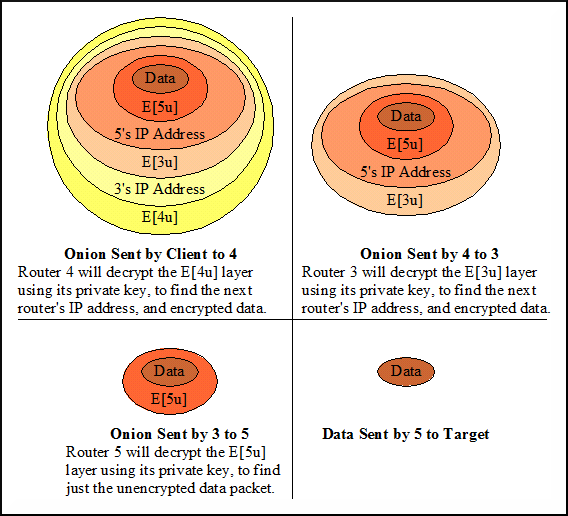 Data
E[5u]
5's IP Address
E[3u]
3's IP Address
E[4u]
Onion Sent by Client to 4
Router 4 will decrypt the E[4u] layer
using its private key, to find the next
router's IP address, and encrypted data.
Data
E[5u]
5's IP Address
E[3u]
Onion Sent by 4 to 3
Router 3 will decrypt the E[3u] layer
using its private key, to find the next
router's IP address, and encrypted data.
Data
E[5u]
Onion Sent by 3 to 5
Router 5 will decrypt the E[5u]
layer using its private key, to find
just the unencrypted data packet.
Data
Data Sent by 5 to Target